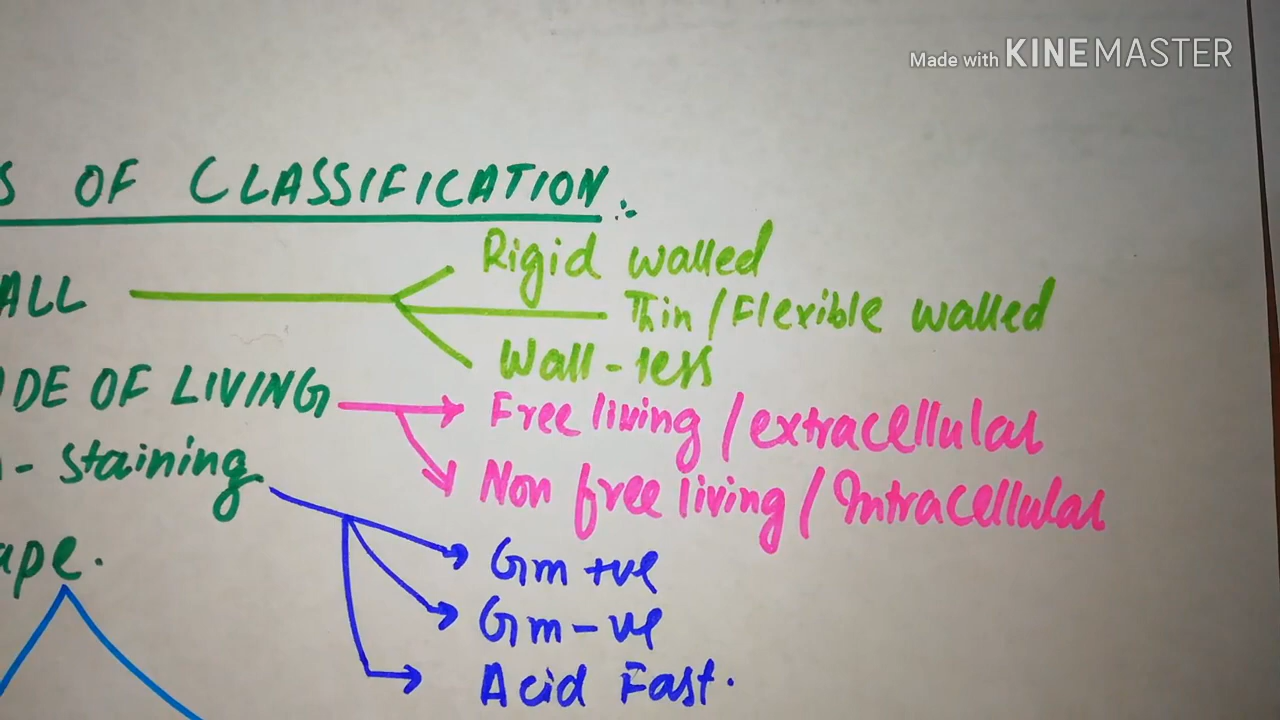 Made with KINEMASTER
S OF CLASSIFICATION :-
Rigid walled
ALL
Thin / Flexible walled
Wall-less
DE OF LIVING
Free living / extracellular
Non free living / Intracellular
- Staining
Gm +ve
ape.
Gm -ve
Acid Fast.